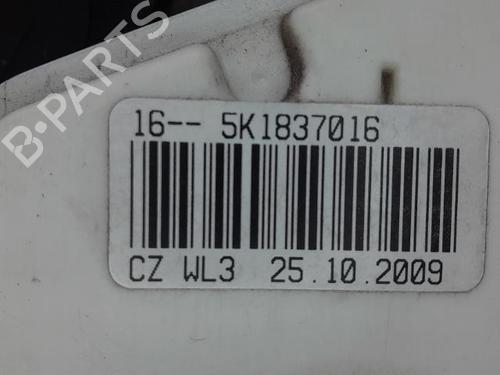 B-PARTS
16-- 5K1837016
CZ WL3 25.10.2009